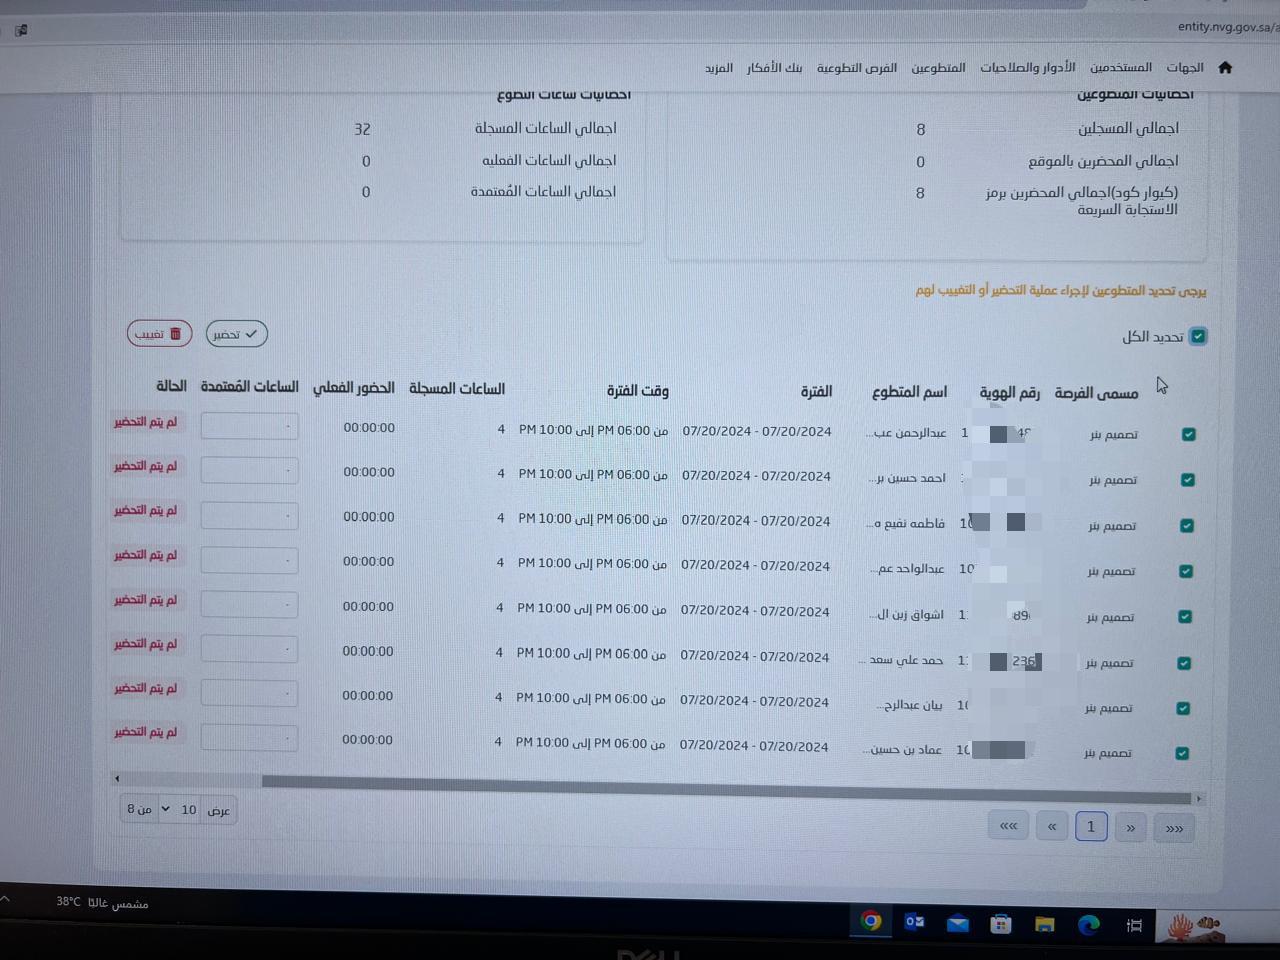 entity.nvg.gov.sa/a
الجهات المستخدمين الأدوار والصلاحيات المتطوعين الفرص التطوعية بنك الأفكار المزيد
احصائيات المتطوعين احصائيات ساعات التطوع
اجمالي المسجلين 8 اجمالي الساعات المسجلة 32
اجمالي المحضرين بالموقع 0 اجمالي الساعات الفعليه 0
(كيوار كود)اجمالي المحضرين برمز 8 اجمالي الساعات المُعتمدة 0
الاستجابة السريعة
يرجى تحديد المتطوعين لإجراء عملية التحضير أو التغييب لهم
تحديد الكل تحضير تغييب
مسمى الفرصة رقم الهوية اسم المتطوع الفترة وقت الفترة الساعات المسجلة الحضور الفعلي الساعات المُعتمدة الحالة
تصميم بنر عبدالرحمن عب... 07/20/2024 - 07/20/2024 من 06:00 PM إلى 10:00 PM 4 00:00:00 - لم يتم التحضير
تصميم بنر احمد حسين بر... 07/20/2024 - 07/20/2024 من 06:00 PM إلى 10:00 PM 4 00:00:00 - لم يتم التحضير
تصميم بنر 10 فاطمه نفيع و... 07/20/2024 - 07/20/2024 من 06:00 PM إلى 10:00 PM 4 00:00:00 - لم يتم التحضير
تصميم بنر 10 عبدالواحد عم... 07/20/2024 - 07/20/2024 من 06:00 PM إلى 10:00 PM 4 00:00:00 - لم يتم التحضير
تصميم بنر 89 اشواق زبن ال... 07/20/2024 - 07/20/2024 من 06:00 PM إلى 10:00 PM 4 00:00:00 - لم يتم التحضير
تصميم بنر 236 حمد علي سعد ... 07/20/2024 - 07/20/2024 من 06:00 PM إلى 10:00 PM 4 00:00:00 - لم يتم التحضير
تصميم بنر 10 بيان عبدالرح... 07/20/2024 - 07/20/2024 من 06:00 PM إلى 10:00 PM 4 00:00:00 - لم يتم التحضير
تصميم بنر 10 عماد بن حسين... 07/20/2024 - 07/20/2024 من 06:00 PM إلى 10:00 PM 4 00:00:00 - لم يتم التحضير
«« « 1 » »» عرض 10 من 8
38°C مشمس غالبًا
DELL